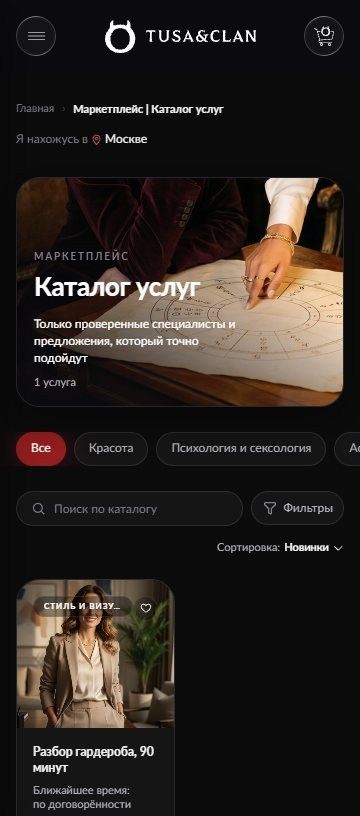 TUSA&CLAN
Главная › Маркетплейс | Каталог услуг
Я нахожусь в Москве
МАРКЕТПЛЕЙС
Каталог услуг
Только проверенные специалисты и
предложения, который точно
подойдут
1 услуга
Все Красота Психология и сексология Ас
Поиск по каталогу Фильтры
Сортировка: Новинки
СТИЛЬ И ВИЗУ...
Разбор гардероба, 90
минут
Ближайшее время:
по договорённости